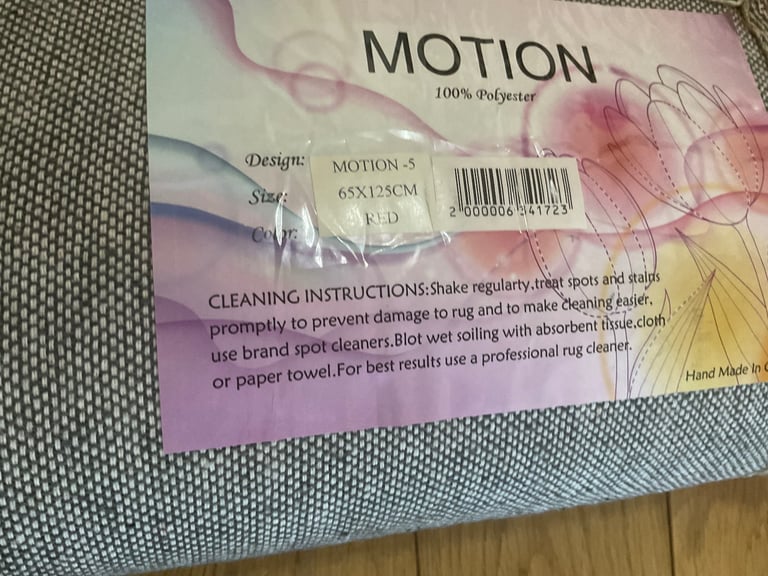 MOTION
100% Polyester
Design: MOTION -5
Size: 65X125CM
Color: RED
2 000006 341723
CLEANING INSTRUCTIONS:Shake regularty.treat spots and stains
promptly to prevent damage to rug and to make cleaning easier.
use brand spot cleaners.Blot wet soiling with absorbent tissue.cloth
or paper towel.For best results use a professional rug cleaner.
Hand Made In